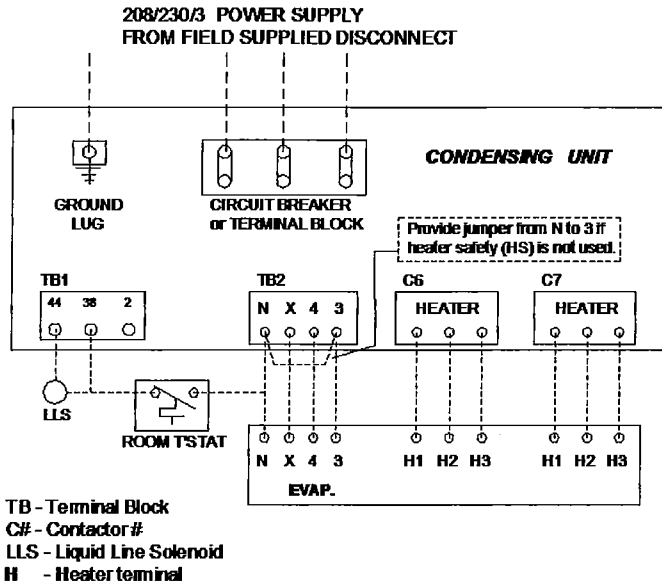 208/230/3 POWER SUPPLY
FROM FIELD SUPPLIED DISCONNECT
CONDENSING UNIT
GROUND
LUG
CIRCUIT BREAKER
or TERMINAL BLOCK
Provide jumper from N to 3 if
heater safety (HS) is not used.
TB1 TB2 C6 C7
44 38 2 N X 4 3 HEATER HEATER
LLS
ROOM T'STAT
N X 4 3 H1 H2 H3 H1 H2 H3
EVAP.
TB - Terminal Block
C# - Contactor #
LLS - Liquid Line Solenoid
H - Heater terminal